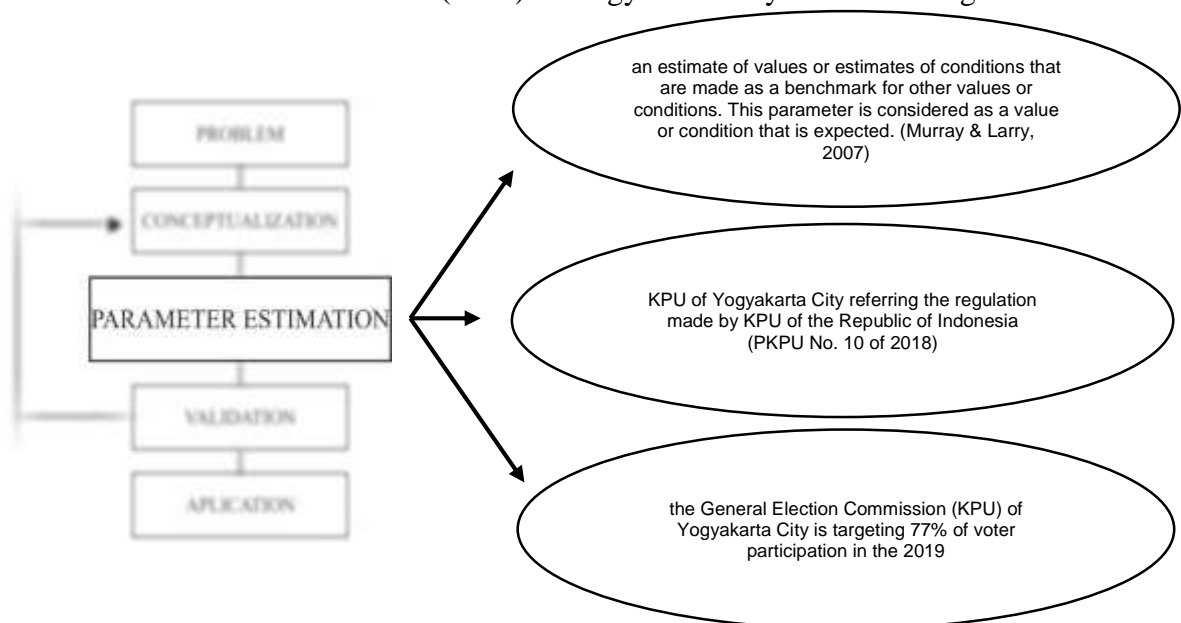 an estimate of values or estimates of conditions that
are made as a benchmark for other values or
conditions. This parameter is considered as a value
or condition that is expected. (Murray & Larry,
2007)
PROBLEM
CONCEPTUALIZATION
PARAMETER ESTIMATION
VALIDATION
APLICATION
KPU of Yogyakarta City referring the regulation
made by KPU of the Republic of Indonesia
(PKPU No. 10 of 2018)
the General Election Commission (KPU) of
Yogyakarta City is targeting 77% of voter
participation in the 2019